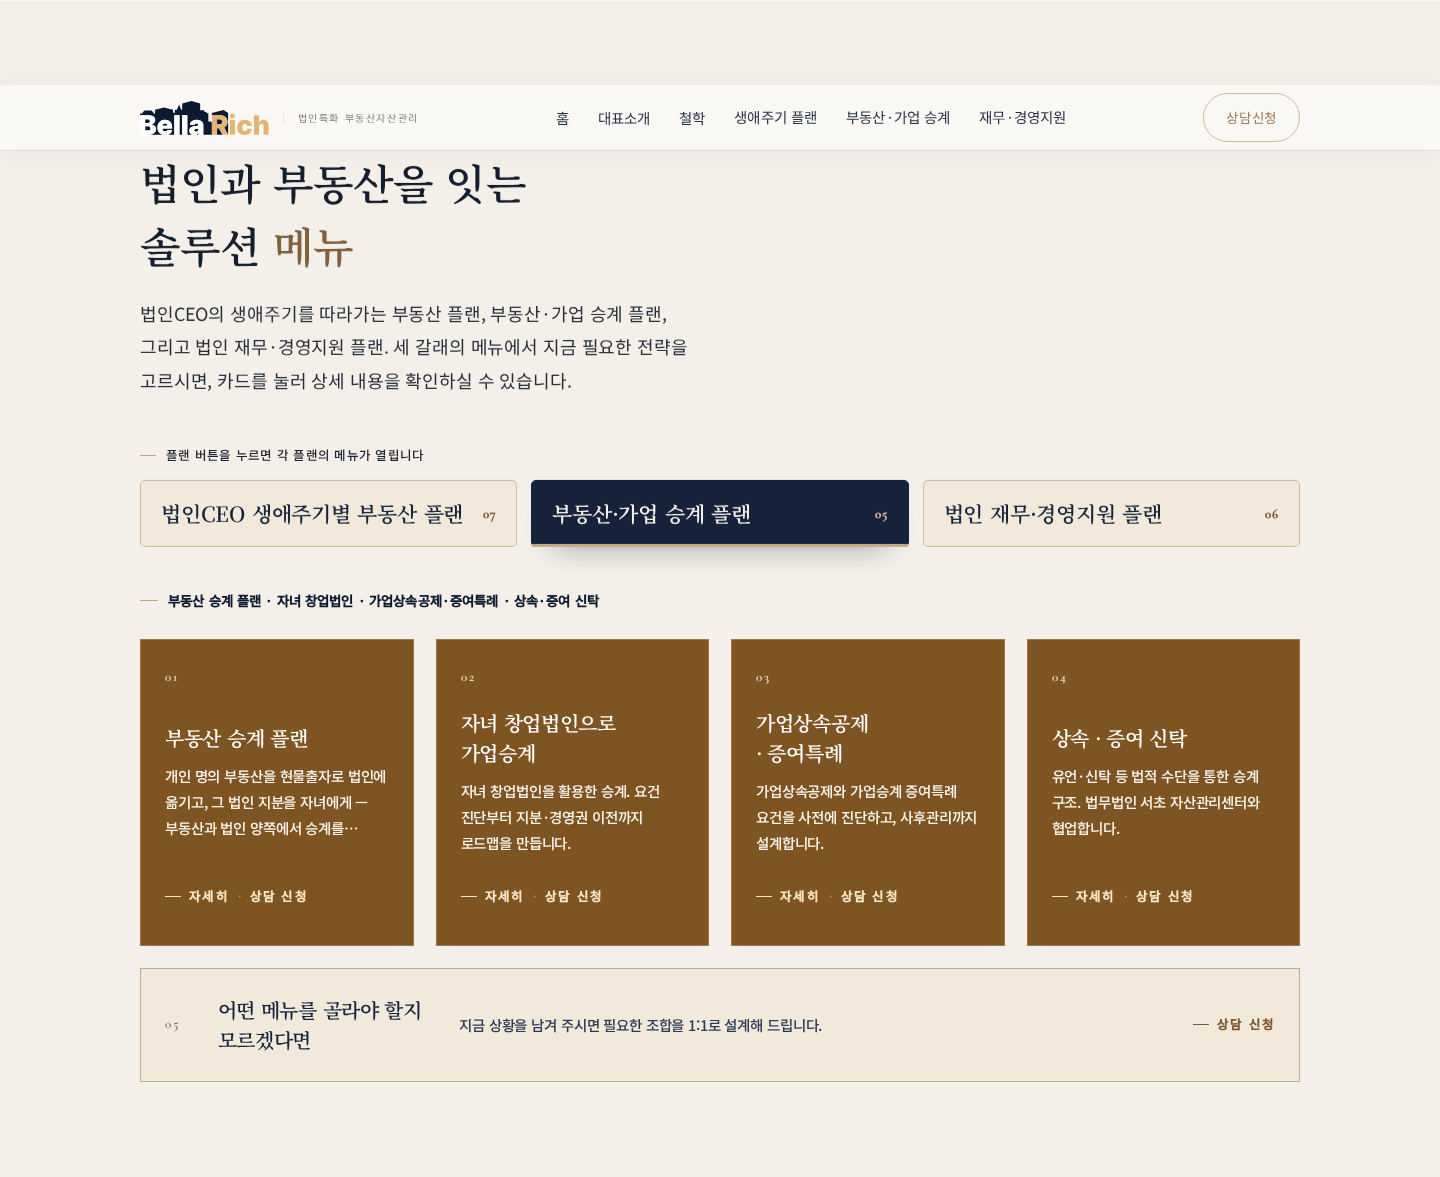 Bella Rich
법인특화 부동산자산관리
홈 대표소개 철학 생애주기 플랜 부동산·가업 승계 재무·경영지원
상담신청
법인과 부동산을 잇는
솔루션 메뉴
법인CEO의 생애주기를 따라가는 부동산 플랜, 부동산·가업 승계 플랜,
그리고 법인 재무·경영지원 플랜. 세 갈래의 메뉴에서 지금 필요한 전략을
고르시면, 카드를 눌러 상세 내용을 확인하실 수 있습니다.
플랜 버튼을 누르면 각 플랜의 메뉴가 열립니다
법인CEO 생애주기별 부동산 플랜 07
부동산·가업 승계 플랜 05
법인 재무·경영지원 플랜 06
부동산 승계 플랜 · 자녀 창업법인 · 가업상속공제·증여특례 · 상속·증여 신탁
01
부동산 승계 플랜
개인 명의 부동산을 현물출자로 법인에
옮기고, 그 법인 지분을 자녀에게 —
부동산과 법인 양쪽에서 승계를…
자세히 · 상담 신청
02
자녀 창업법인으로
가업승계
자녀 창업법인을 활용한 승계. 요건
진단부터 지분·경영권 이전까지
로드맵을 만듭니다.
자세히 · 상담 신청
03
가업상속공제
· 증여특례
가업상속공제와 가업승계 증여특례
요건을 사전에 진단하고, 사후관리까지
설계합니다.
자세히 · 상담 신청
04
상속 · 증여 신탁
유언·신탁 등 법적 수단을 통한 승계
구조. 법무법인 서초 자산관리센터와
협업합니다.
자세히 · 상담 신청
05
어떤 메뉴를 골라야 할지
모르겠다면
지금 상황을 남겨 주시면 필요한 조합을 1:1로 설계해 드립니다.
상담 신청